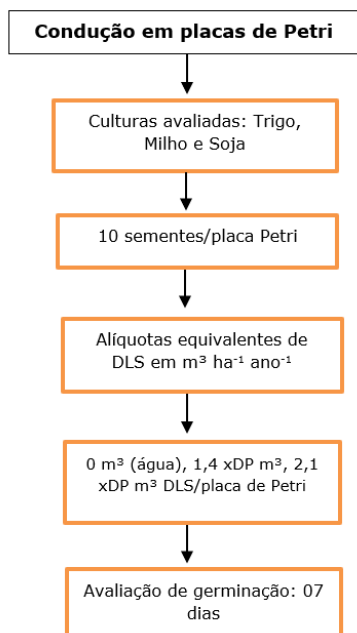 Condução em placas de Petri
Culturas avaliadas: Trigo,
Milho e Soja
10 sementes/placa Petri
Alíquotas equivalentes de
DLS em m³ ha⁻¹ ano⁻¹
0 m³ (água), 1,4 xDP m³, 2,1
xDP m³ DLS/placa de Petri
Avaliação de germinação: 07
dias